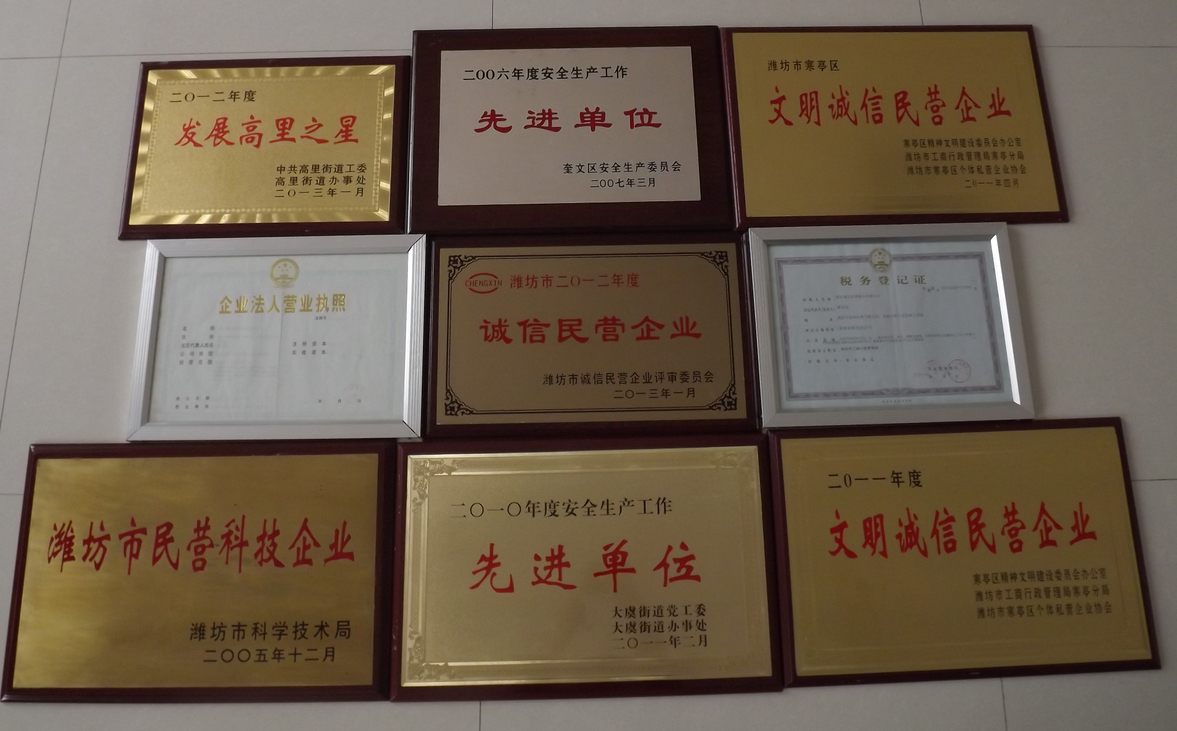 二〇一二年度
发展高里之星
中共高里街道工委
高里街道办事处
二〇一三年一月
二〇〇六年度安全生产工作
先进单位
奎文区安全生产委员会
二〇〇七年三月
潍坊市寒亭区
文明诚信民营企业
寒亭区精神文明建设委员会办公室
潍坊市工商行政管理局寒亭分局
潍坊市寒亭区个体私营企业协会
二〇一一年四月
企业法人营业执照
CHENGXIN 潍坊市二〇一二年度
诚信民营企业
潍坊市诚信民营企业评审委员会
二〇一三年一月
税务登记证
潍坊市民营科技企业
潍坊市科学技术局
二〇〇五年十二月
二〇一〇年度安全生产工作
先进单位
大虞街道党工委
大虞街道办事处
二〇一一年二月
二0一一年度
文明诚信民营企业
寒亭区精神文明建设委员会办公室
潍坊市工商行政管理局寒亭分局
潍坊市寒亭区个体私营企业协会